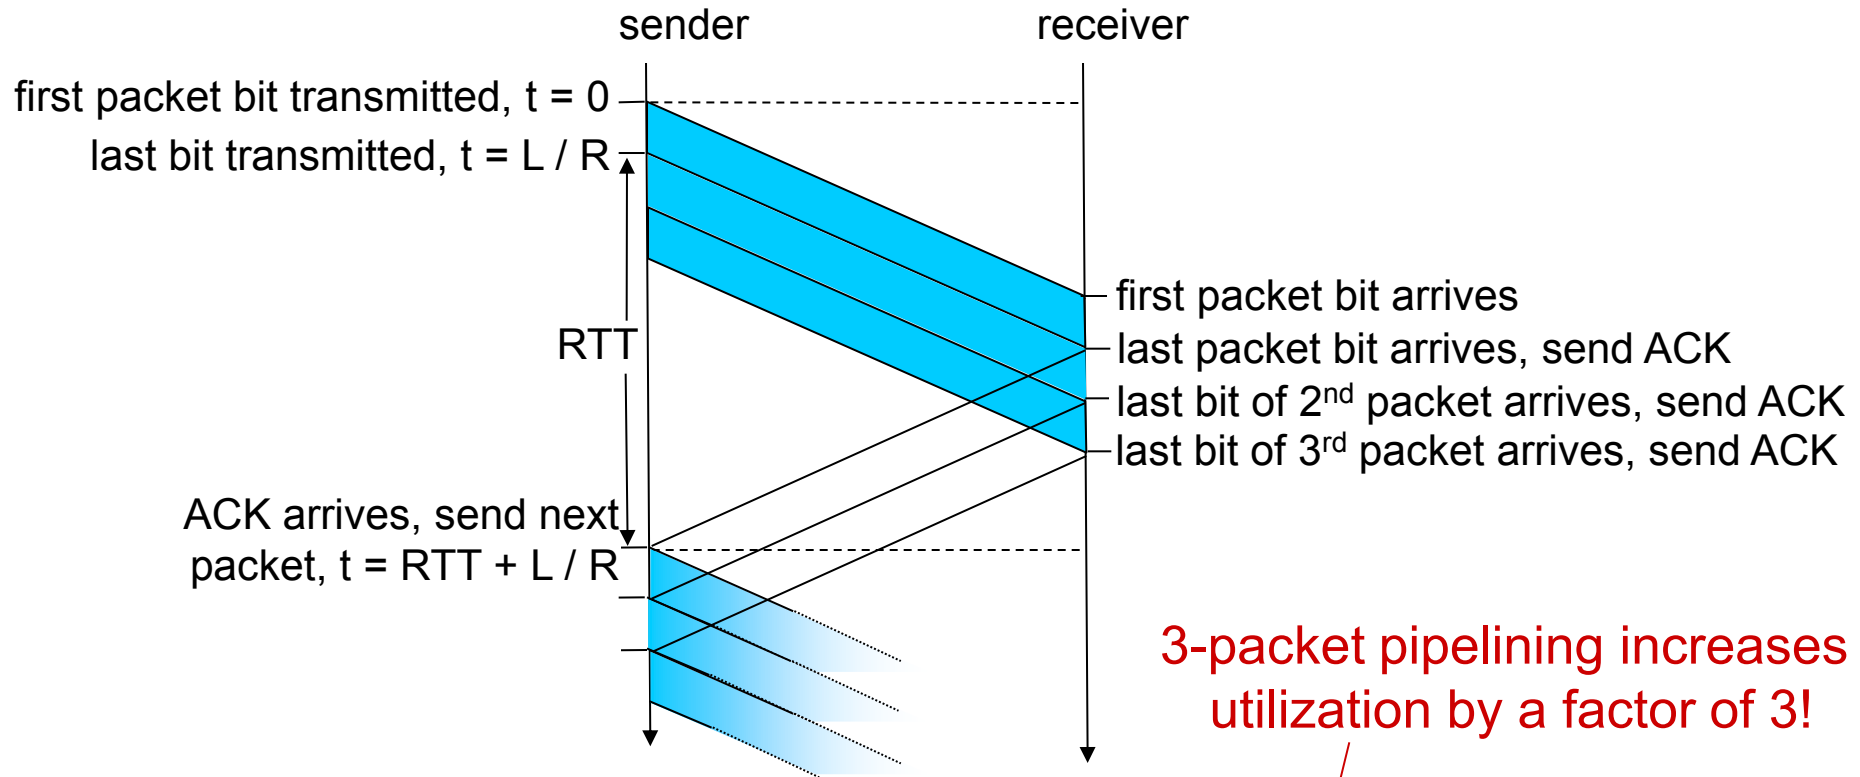 sender
receiver
first packet bit transmitted, t = 0
last bit transmitted, t = L / R
RTT
first packet bit arrives
last packet bit arrives, send ACK
last bit of 2nd packet arrives, send ACK
last bit of 3rd packet arrives, send ACK
ACK arrives, send next
packet, t = RTT + L / R
3-packet pipelining increases
utilization by a factor of 3!